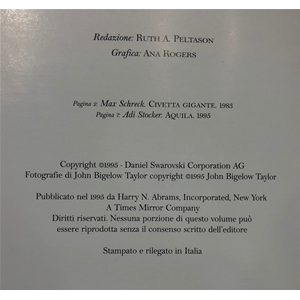 Redazione: RUTH A. PELTASON
Grafica: ANA ROGERS
Pagina 2: Max Schreck. CIVETTA GIGANTE. 1983
Pagina 7: Adi Stocker. AQUILA. 1995
Copyright ©1995 - Daniel Swarovski Corporation AG
Fotografie di John Bigelow Taylor copyright ©1995 John Bigelow Taylor
Pubblicato nel 1995 da Harry N. Abrams, Incorporated, New York
A Times Mirror Company
Diritti riservati. Nessuna porzione di questo volume può
essere riprodotta senza il consenso scritto dell'editore
Stampato e rilegato in Italia